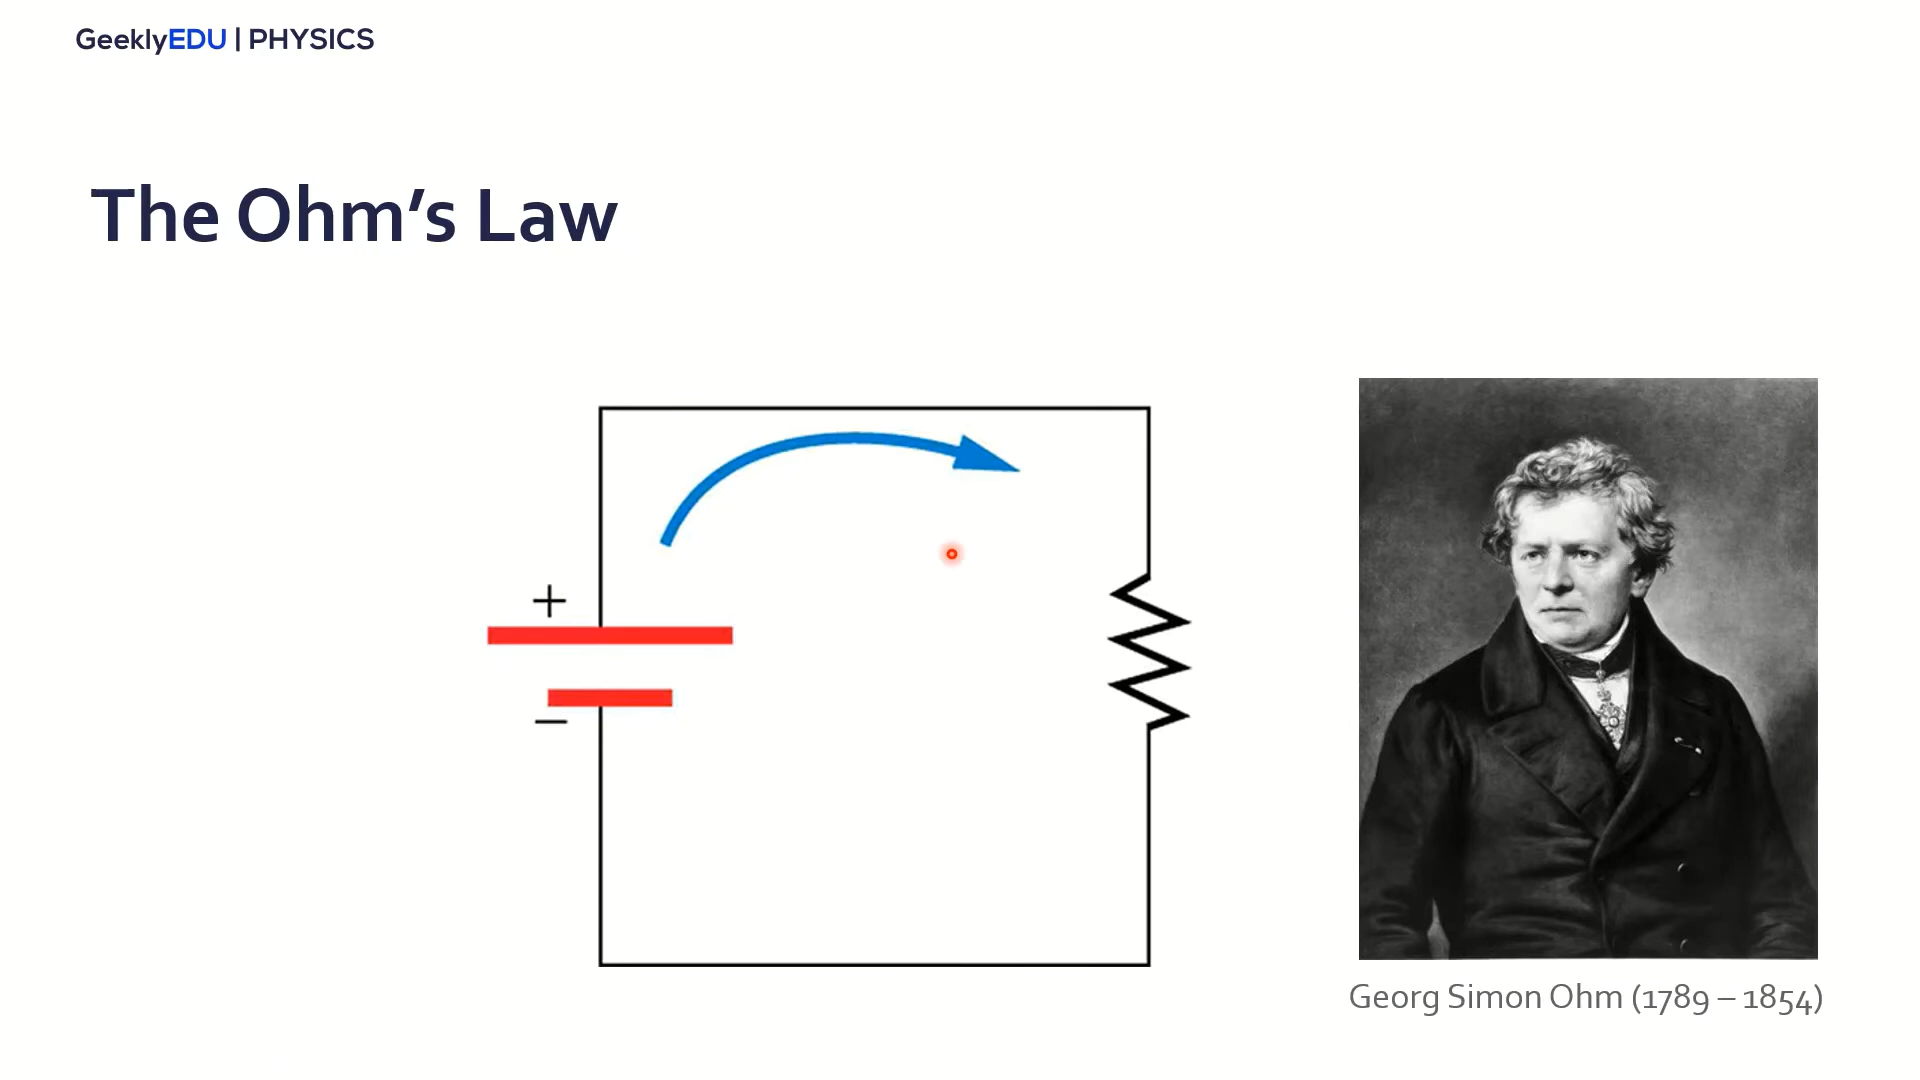 GeeklyEDU | PHYSICS
The Ohm’s Law
+
–
Georg Simon Ohm (1789 – 1854)